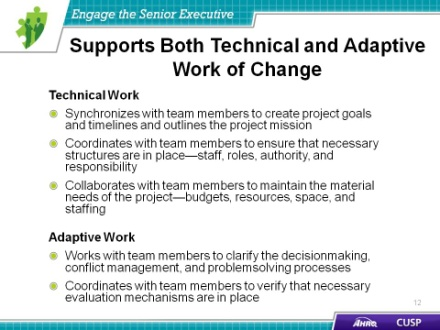 Engage the Senior Executive
Supports Both Technical and Adaptive
Work of Change
Technical Work
Synchronizes with team members to create project goals
and timelines and outlines the project mission
Coordinates with team members to ensure that necessary
structures are in place—staff, roles, authority, and
responsibility
Collaborates with team members to maintain the material
needs of the project—budgets, resources, space, and
staffing
Adaptive Work
Works with team members to clarify the decisionmaking,
conflict management, and problemsolving processes
Coordinates with team members to verify that necessary
evaluation mechanisms are in place
12
AHRQ CUSP